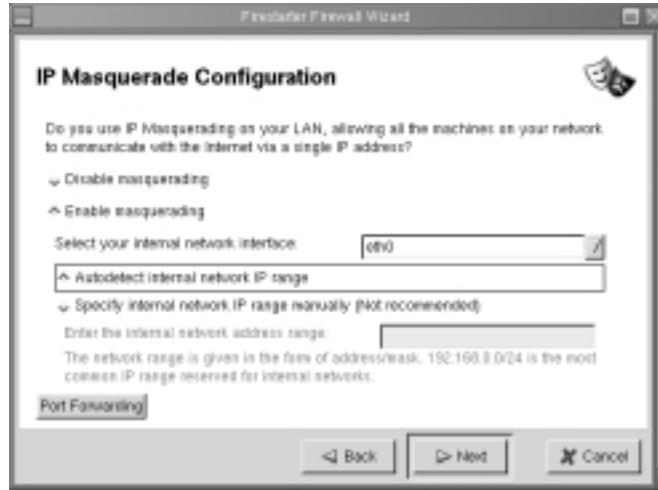 Firestarter Firewall Wizard
IP Masquerade Configuration
Do you use IP Masquerading on your LAN, allowing all the machines on your network
to communicate with the Internet via a single IP address?
Disable masquerading
Enable masquerading
Select your internal network interface:
eth0
Autodetect internal network IP range
Specify internal network IP range manually (Not recommended)
Enter the internal network address range:
The network range is given in the form of address/mask. 192.168.0.0/24 is the most
common IP range reserved for internal networks.
Port Forwarding
Back
Next
Cancel